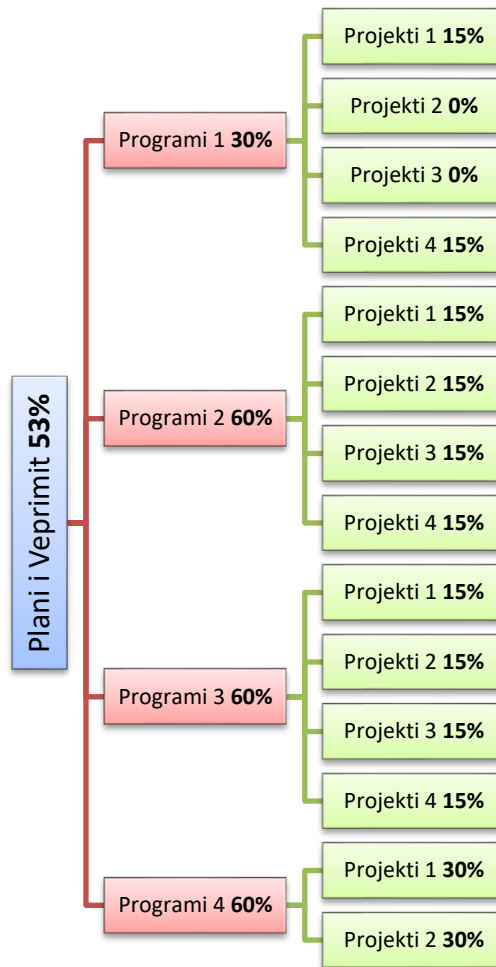 Plani i Veprimit 53%
Programi 1 30%
Projekti 1 15%
Projekti 2 0%
Projekti 3 0%
Projekti 4 15%
Programi 2 60%
Projekti 1 15%
Projekti 2 15%
Projekti 3 15%
Projekti 4 15%
Programi 3 60%
Projekti 1 15%
Projekti 2 15%
Projekti 3 15%
Projekti 4 15%
Programi 4 60%
Projekti 1 30%
Projekti 2 30%